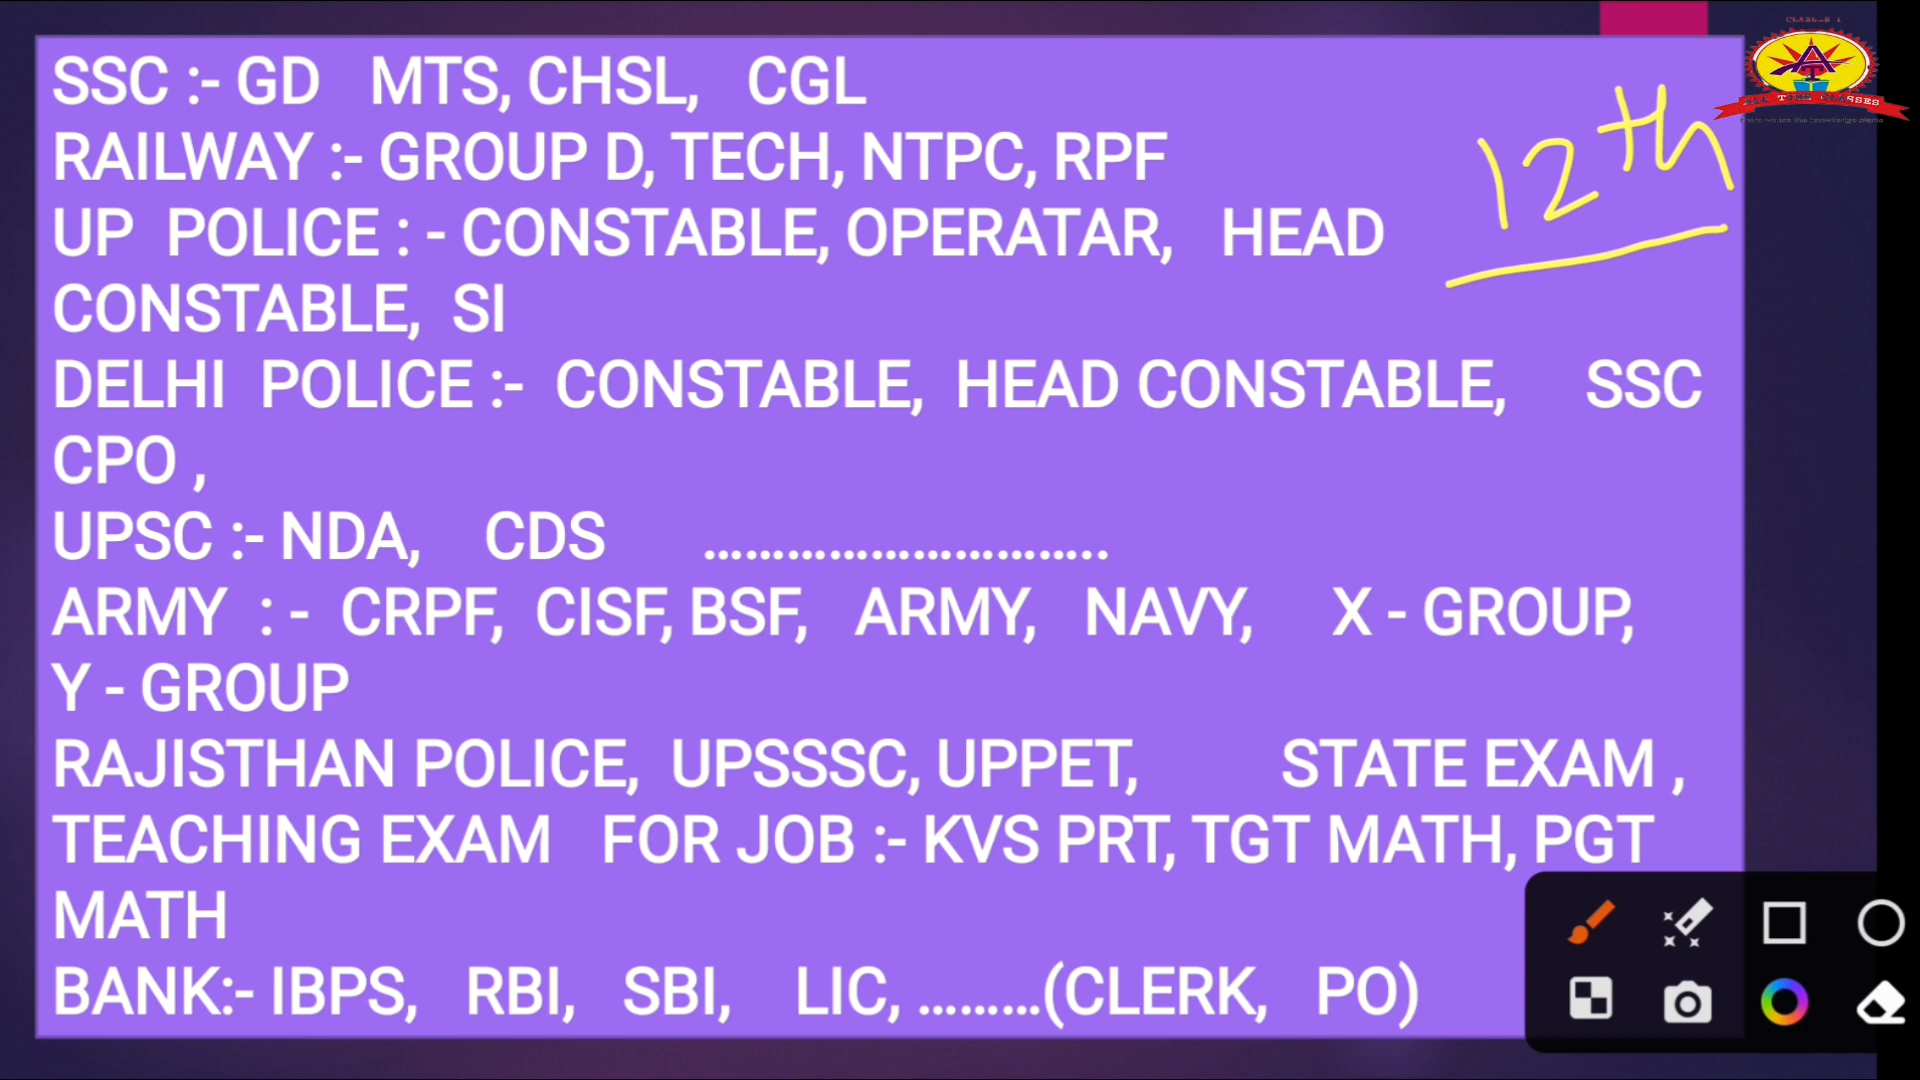 SSC :- GD MTS, CHSL, CGL
RAILWAY :- GROUP D, TECH, NTPC, RPF
12th
UP POLICE : - CONSTABLE, OPERATAR, HEAD
CONSTABLE, SI
DELHI POLICE :- CONSTABLE, HEAD CONSTABLE, SSC
CPO ,
UPSC :- NDA, CDS ………………………..
ARMY : - CRPF, CISF, BSF, ARMY, NAVY, X - GROUP,
Y - GROUP
RAJISTHAN POLICE, UPSSSC, UPPET, STATE EXAM ,
TEACHING EXAM FOR JOB :- KVS PRT, TGT MATH, PGT
MATH
BANK:- IBPS, RBI, SBI, LIC, ………(CLERK, PO)